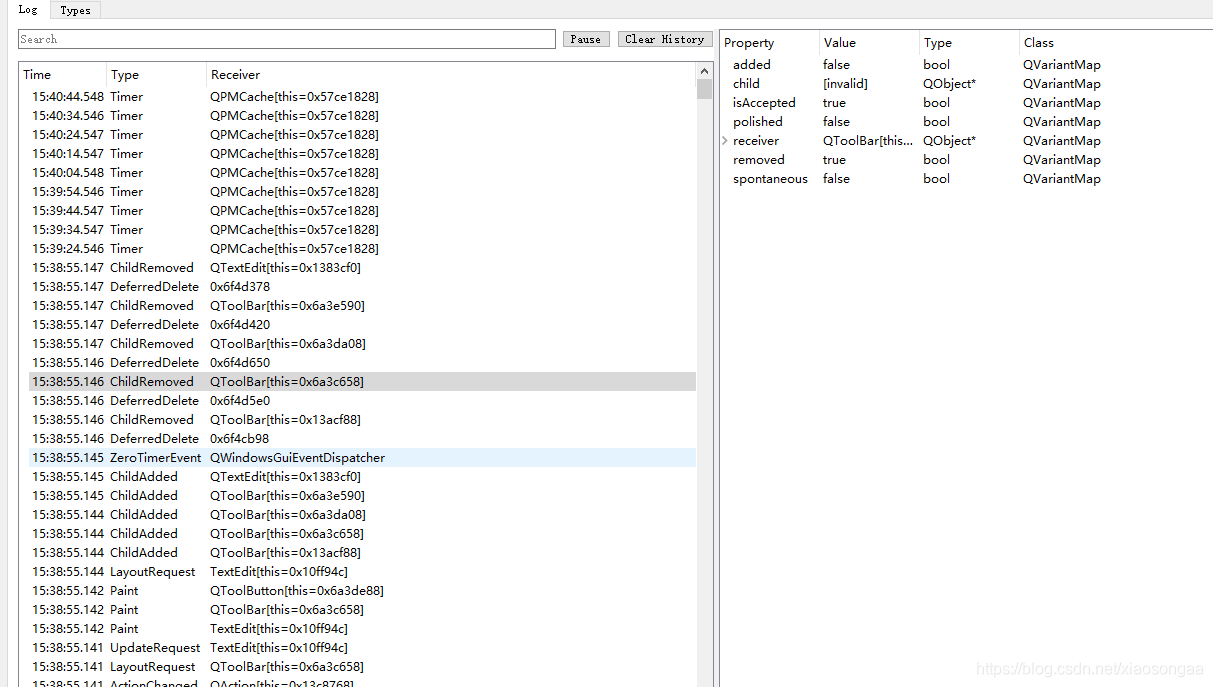 Log Types
Search Pause Clear History
Time Type Receiver
15:40:44.548 Timer QPMCache[this=0x57ce1828]
15:40:34.546 Timer QPMCache[this=0x57ce1828]
15:40:24.547 Timer QPMCache[this=0x57ce1828]
15:40:14.547 Timer QPMCache[this=0x57ce1828]
15:40:04.548 Timer QPMCache[this=0x57ce1828]
15:39:54.546 Timer QPMCache[this=0x57ce1828]
15:39:44.547 Timer QPMCache[this=0x57ce1828]
15:39:34.547 Timer QPMCache[this=0x57ce1828]
15:39:24.546 Timer QPMCache[this=0x57ce1828]
15:38:55.147 ChildRemoved QTextEdit[this=0x1383cf0]
15:38:55.147 DeferredDelete 0x6f4d378
15:38:55.147 ChildRemoved QToolBar[this=0x6a3e590]
15:38:55.147 DeferredDelete 0x6f4d420
15:38:55.147 ChildRemoved QToolBar[this=0x6a3da08]
15:38:55.146 DeferredDelete 0x6f4d650
15:38:55.146 ChildRemoved QToolBar[this=0x6a3c658]
15:38:55.146 DeferredDelete 0x6f4d5e0
15:38:55.146 ChildRemoved QToolBar[this=0x13acf88]
15:38:55.146 DeferredDelete 0x6f4cb98
15:38:55.145 ZeroTimerEvent QWindowsGuiEventDispatcher
15:38:55.145 ChildAdded QTextEdit[this=0x1383cf0]
15:38:55.145 ChildAdded QToolBar[this=0x6a3e590]
15:38:55.144 ChildAdded QToolBar[this=0x6a3da08]
15:38:55.144 ChildAdded QToolBar[this=0x6a3c658]
15:38:55.144 ChildAdded QToolBar[this=0x13acf88]
15:38:55.144 LayoutRequest TextEdit[this=0x10ff94c]
15:38:55.142 Paint QToolButton[this=0x6a3de88]
15:38:55.142 Paint QToolBar[this=0x6a3c658]
15:38:55.142 Paint TextEdit[this=0x10ff94c]
15:38:55.141 UpdateRequest TextEdit[this=0x10ff94c]
15:38:55.141 LayoutRequest QToolBar[this=0x6a3c658]
15:38:55.141 ActionChanged QAction[this=0x13c8768]
Property Value Type Class
added false bool QVariantMap
child [invalid] QObject* QVariantMap
isAccepted true bool QVariantMap
polished false bool QVariantMap
receiver QToolBar[this... QObject* QVariantMap
removed true bool QVariantMap
spontaneous false bool QVariantMap
https://blog.csdn.net/xiaosongaa